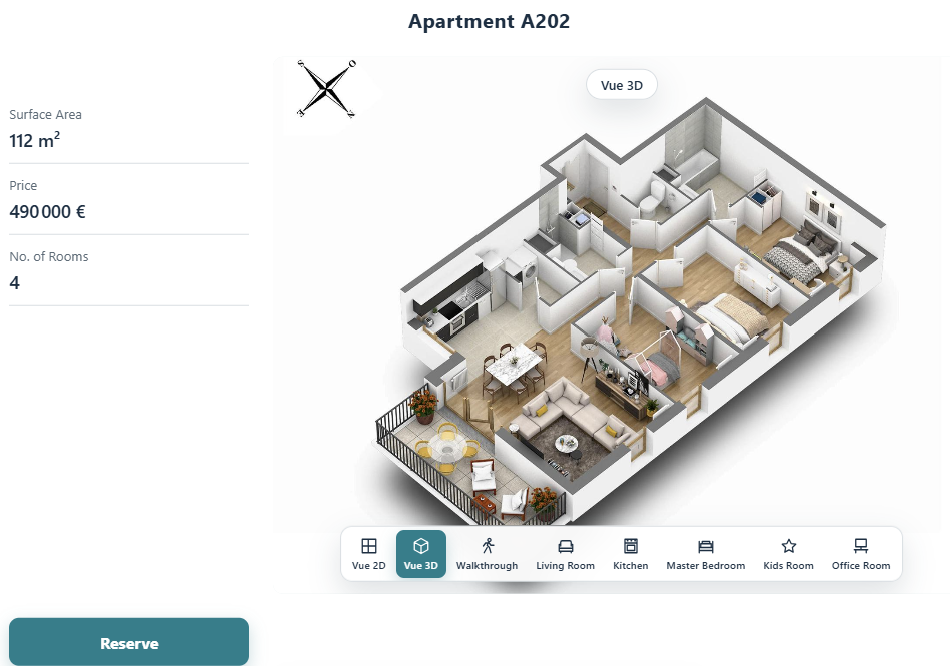 Apartment A202
S
O
E
N
Vue 3D
Surface Area
112 m²
Price
490 000 €
No. of Rooms
4
Vue 2D
Vue 3D
Walkthrough
Living Room
Kitchen
Master Bedroom
Kids Room
Office Room
Reserve